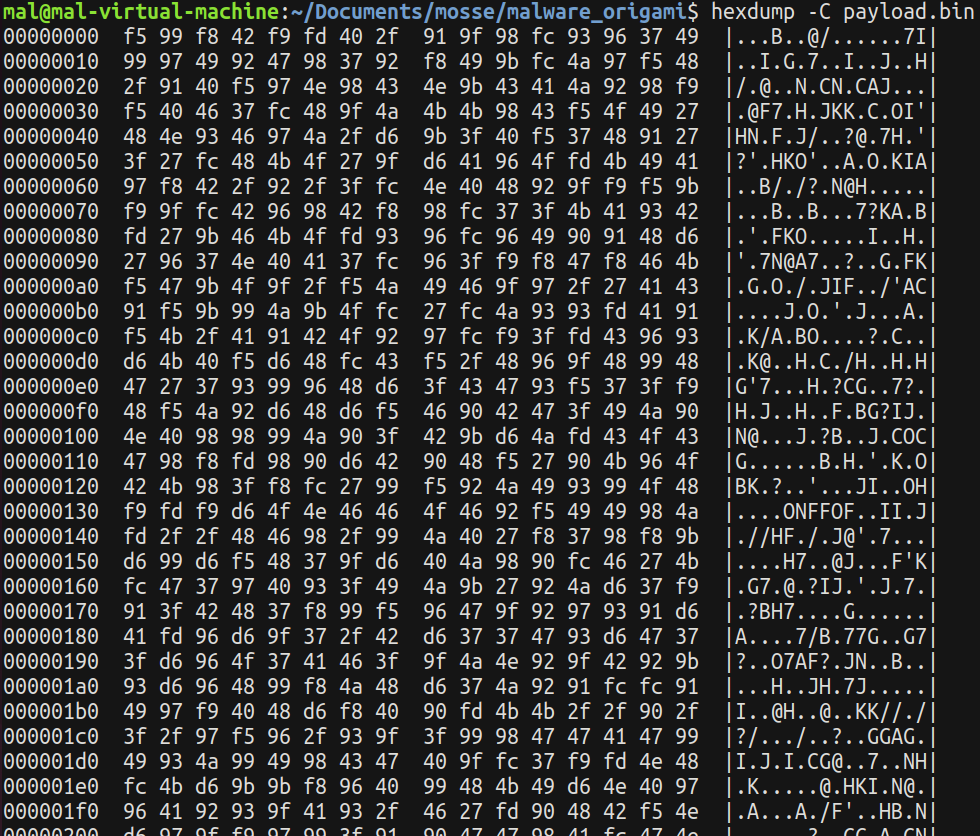 mal@mal-virtual-machine:~/Documents/mosse/malware_origami$ hexdump -C payload.bin
00000000  f5 99 f8 42 f9 fd 40 2f  91 9f 98 fc 93 96 37 49  |...B..@/......7I|
00000010  99 97 49 92 47 98 37 92  f8 49 9b fc 4a 97 f5 48  |..I.G.7..I..J..H|
00000020  2f 91 40 f5 97 4e 98 43  4e 9b 43 41 4a 92 98 f9  |/.@..N.CN.CAJ...|
00000030  f5 40 46 37 fc 48 9f 4a  4b 4b 98 43 f5 4f 49 27  |.@F7.H.JKK.C.OI'|
00000040  48 4e 93 46 97 4a 2f d6  9b 3f 40 f5 37 48 91 27  |HN.F.J/..?@.7H.'|
00000050  3f 27 fc 48 4b 4f 27 9f  d6 41 96 4f fd 4b 49 41  |?'.HKO'..A.O.KIA|
00000060  97 f8 42 2f 92 2f 3f fc  4e 40 48 92 9f f9 f5 9b  |..B/./?.N@H.....|
00000070  f9 9f fc 42 96 98 42 f8  98 fc 37 3f 4b 41 93 42  |...B..B...7?KA.B|
00000080  fd 27 9b 46 4b 4f fd 93  96 fc 96 49 90 91 48 d6  |.'.FKO.....I..H.|
00000090  27 96 37 4e 40 41 37 fc  96 3f f9 f8 47 f8 46 4b  |'.7N@A7..?..G.FK|
000000a0  f5 47 9b 4f 9f 2f f5 4a  49 46 9f 97 2f 27 41 43  |.G.O./.JIF../'AC|
000000b0  91 f5 9b 99 4a 9b 4f fc  27 fc 4a 93 93 fd 41 91  |....J.O.'.J...A.|
000000c0  f5 4b 2f 41 91 42 4f 92  97 fc f9 3f fd 43 96 93  |.K/A.BO....?.C..|
000000d0  d6 4b 40 f5 d6 48 fc 43  f5 2f 48 96 9f 48 99 48  |.K@..H.C./H..H.H|
000000e0  47 27 37 93 99 96 48 d6  3f 43 47 93 f5 37 3f f9  |G'7...H.?CG..7?.|
000000f0  48 f5 4a 92 d6 48 d6 f5  46 90 42 47 3f 49 4a 90  |H.J..H..F.BG?IJ.|
00000100  4e 40 98 98 99 4a 90 3f  42 9b d6 4a fd 43 4f 43  |N@...J.?B..J.COC|
00000110  47 98 f8 fd 98 90 d6 42  90 48 f5 27 90 4b 96 4f  |G......B.H.'.K.O|
00000120  42 4b 98 3f f8 fc 27 99  f5 92 4a 49 93 99 4f 48  |BK.?..'...JI..OH|
00000130  f9 fd f9 d6 4f 4e 46 46  4f 46 92 f5 49 49 98 4a  |....ONFFOF..II.J|
00000140  fd 2f 2f 48 46 98 2f 99  4a 40 27 f8 37 98 f8 9b  |.//HF./.J@'.7...|
00000150  d6 99 d6 f5 48 37 9f d6  40 4a 98 90 fc 46 27 4b  |....H7..@J...F'K|
00000160  fc 47 37 97 40 93 3f 49  4a 9b 27 92 4a d6 37 f9  |.G7.@.?IJ.'.J.7.|
00000170  91 3f 42 48 37 f8 99 f5  96 47 9f 92 97 93 91 d6  |.?BH7....G......|
00000180  41 fd 96 d6 9f 37 2f 42  d6 37 37 47 93 d6 47 37  |A....7/B.77G..G7|
00000190  3f d6 96 4f 37 41 46 3f  9f 4a 4e 92 9f 42 92 9b  |?..O7AF?.JN..B..|
000001a0  93 d6 96 48 99 f8 4a 48  d6 37 4a 92 91 fc fc 91  |...H..JH.7J.....|
000001b0  49 97 f9 40 48 d6 f8 40  90 fd 4b 4b 2f 2f 90 2f  |I..@H..@..KK//./|
000001c0  3f 2f 97 f5 96 2f 93 9f  3f 99 98 47 47 41 47 99  |?/.../..?..GGAG.|
000001d0  49 93 4a 99 49 98 43 47  40 9f fc 37 f9 fd 4e 48  |I.J.I.CG@..7..NH|
000001e0  fc 4b d6 9b 9b f8 96 40  99 48 4b 49 d6 4e 40 97  |.K.....@.HKI.N@.|
000001f0  96 41 92 93 9f 41 93 2f  46 27 fd 90 48 42 f5 4e  |.A...A./F'..HB.N|